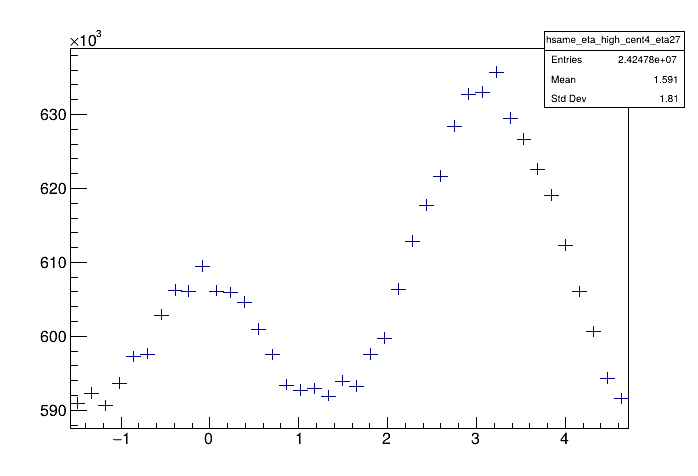 ×10³
hsame_eta_high_cent4_eta27
Entries 2.42478e+07
Mean 1.591
Std Dev 1.81
630
620
610
600
590
−1 0 1 2 3 4